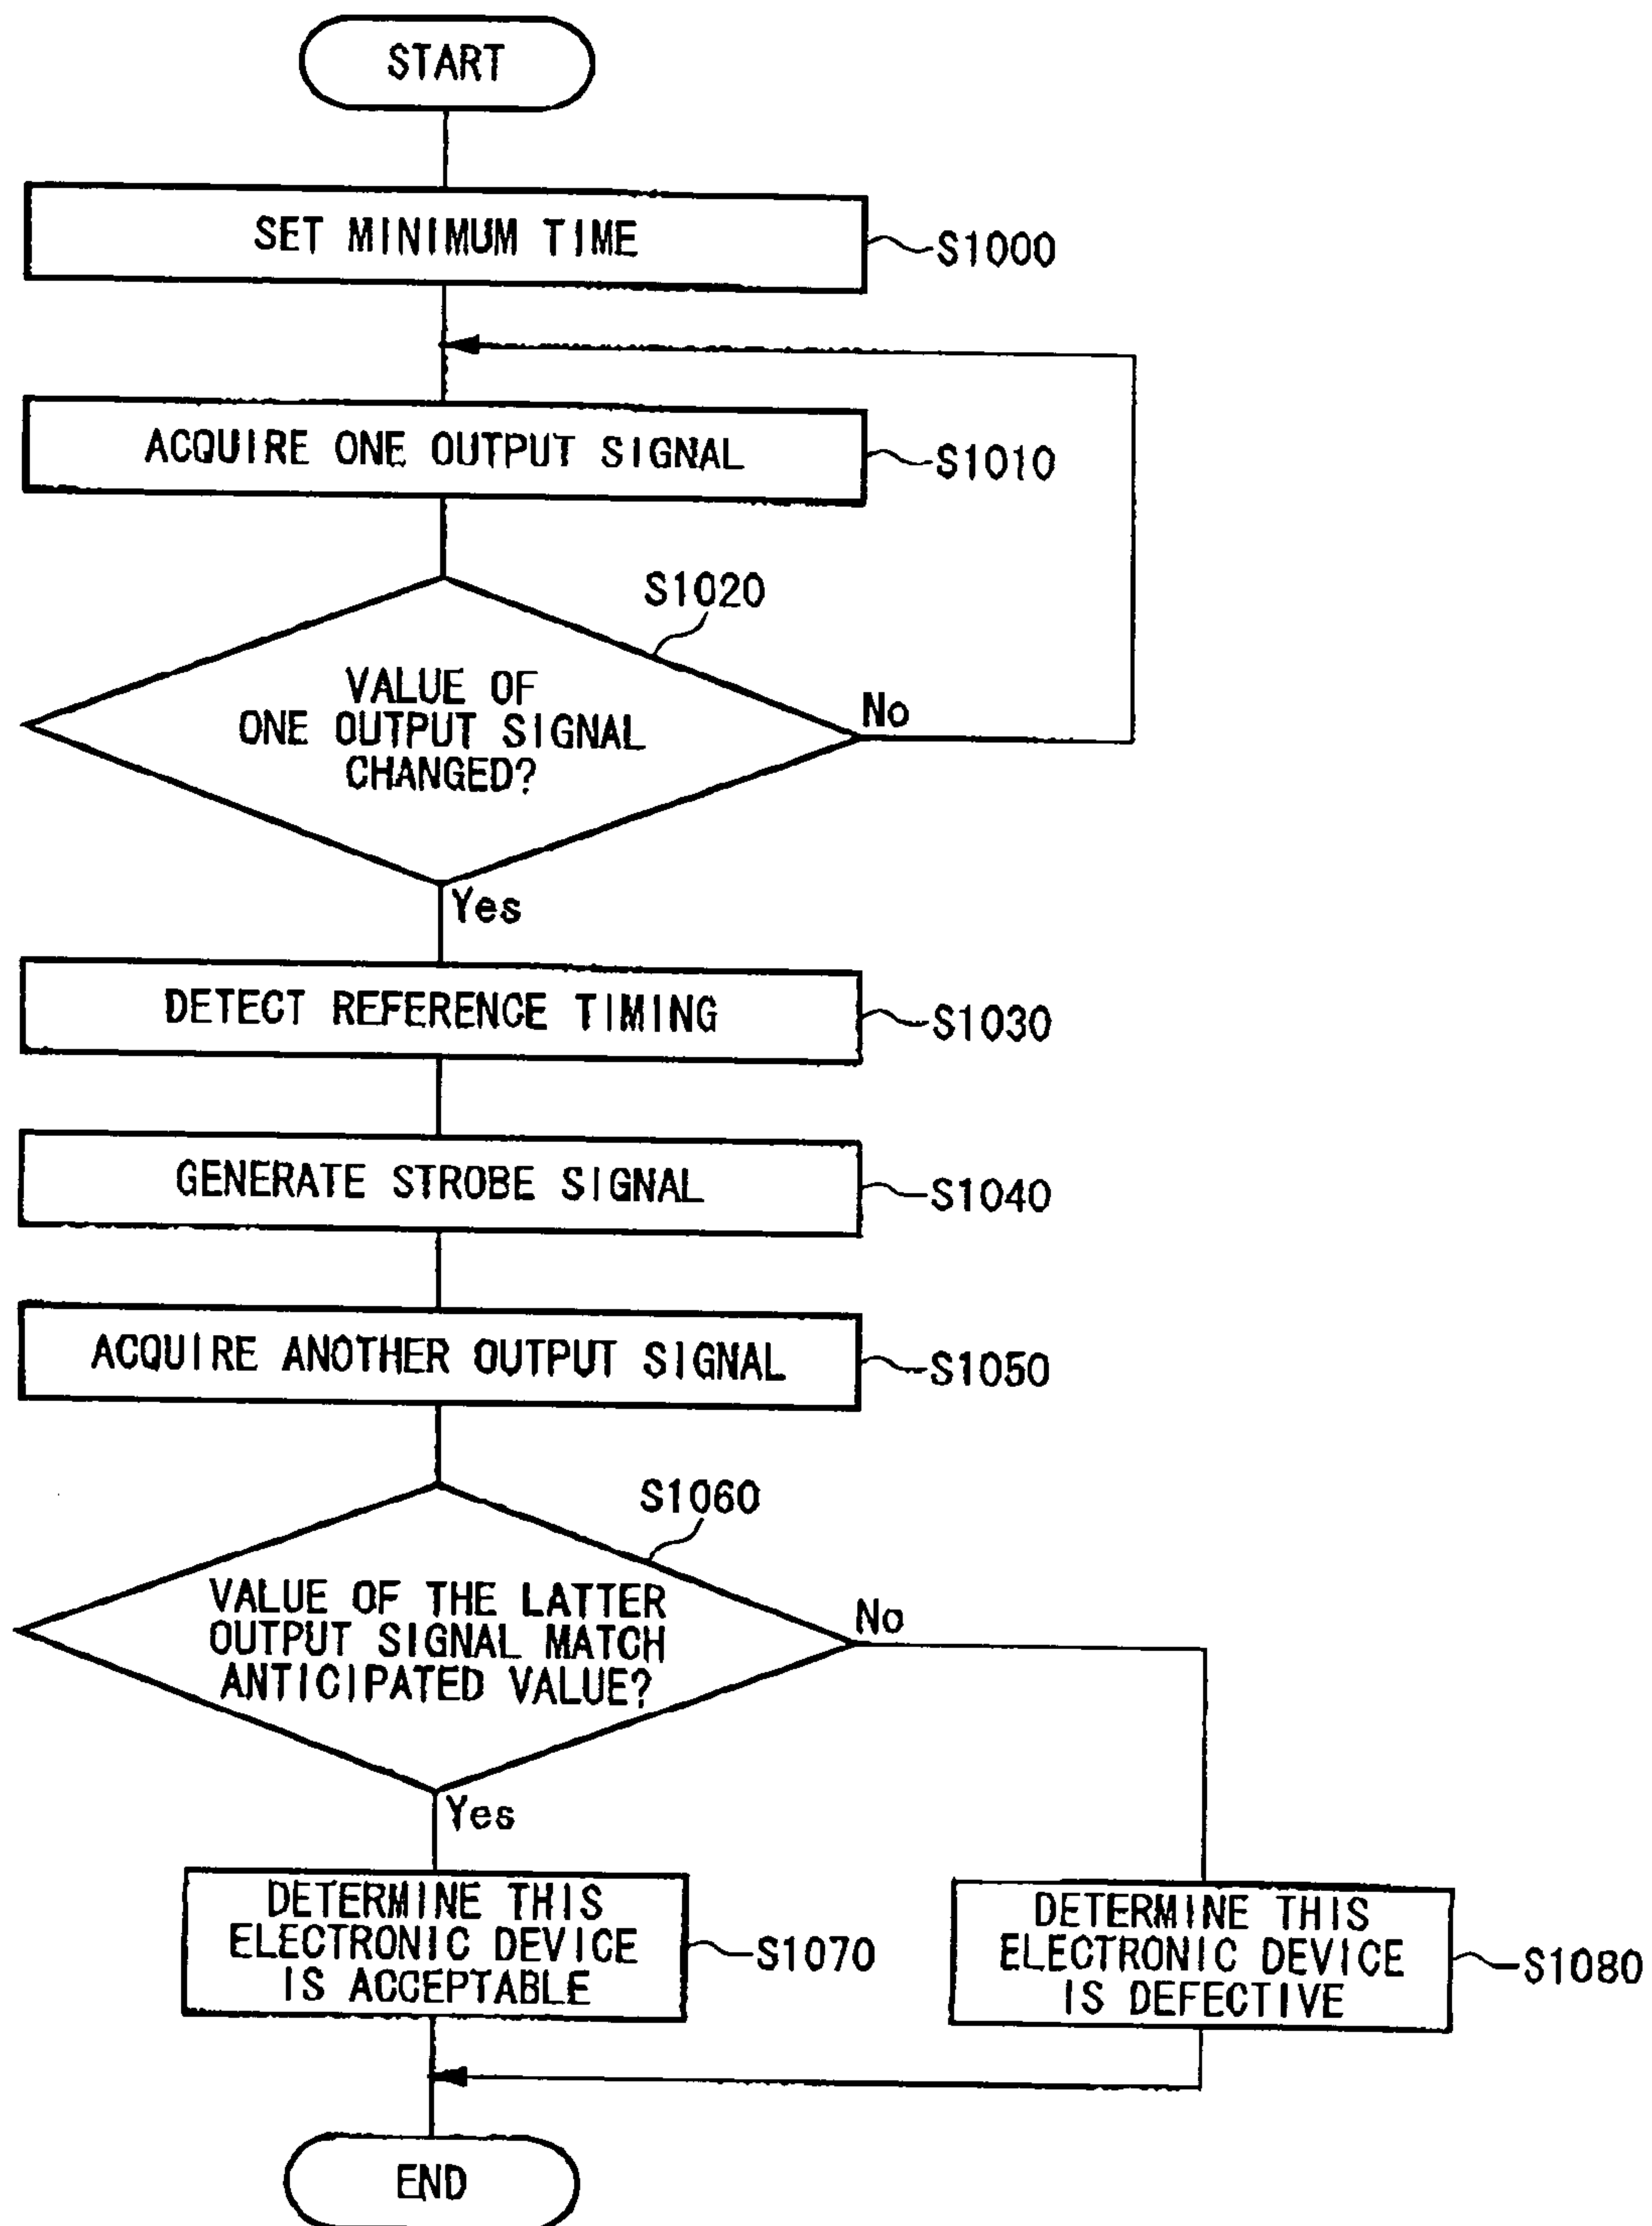 START
SET MINIMUM TIME
S1000
ACQUIRE ONE OUTPUT SIGNAL
S1010
S1020
VALUE OF
ONE OUTPUT SIGNAL
CHANGED?
No
Yes
DETECT REFERENCE TIMING
S1030
GENERATE STROBE SIGNAL
S1040
ACQUIRE ANOTHER OUTPUT SIGNAL
S1050
S1060
VALUE OF THE LATTER
OUTPUT SIGNAL MATCH
ANTICIPATED VALUE?
No
Yes
DETERMINE THIS
ELECTRONIC DEVICE
IS ACCEPTABLE
S1070
DETERMINE THIS
ELECTRONIC DEVICE
IS DEFECTIVE
S1080
END